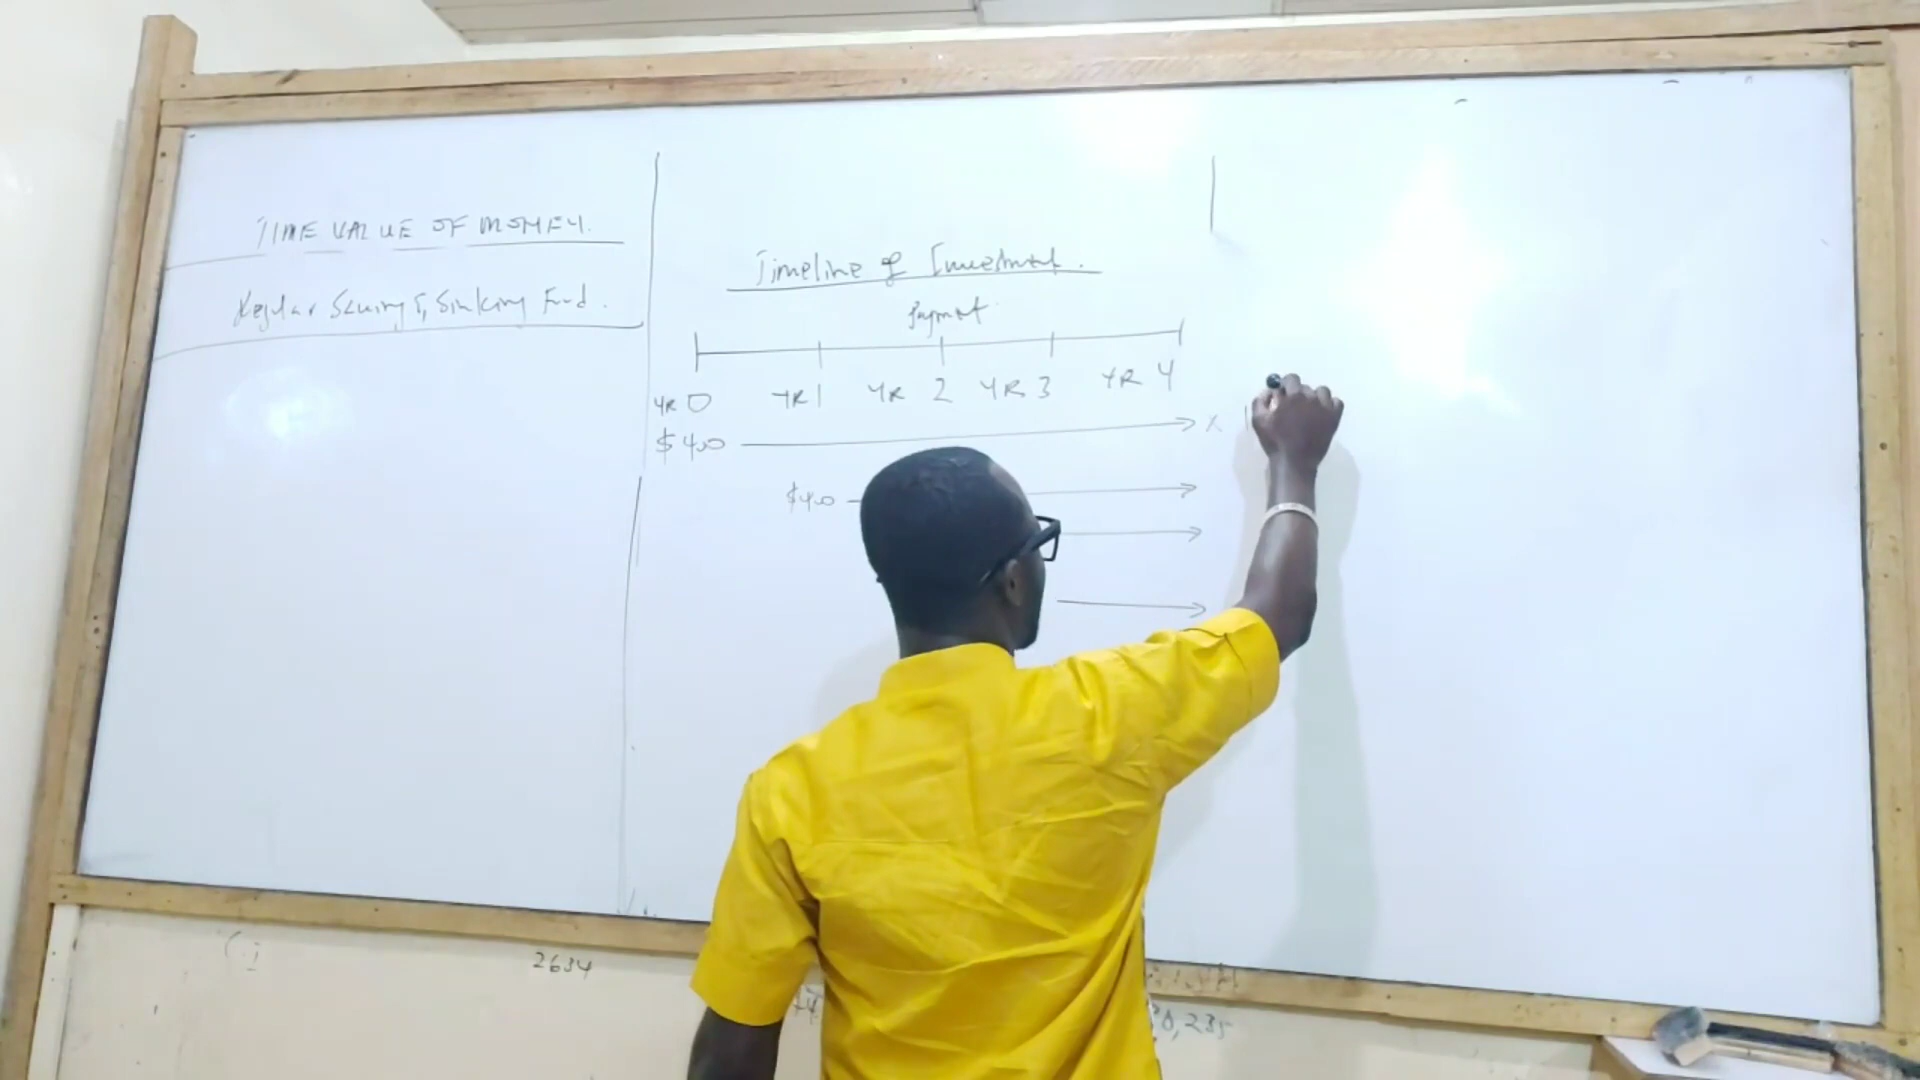 TIME VALUE OF MONEY.
Regular Saving & Sinking Fund.
Timeline of Investment.
Payment
YR 0 YR 1 YR 2 YR 3 YR 4
$400 x 1
$400
2634